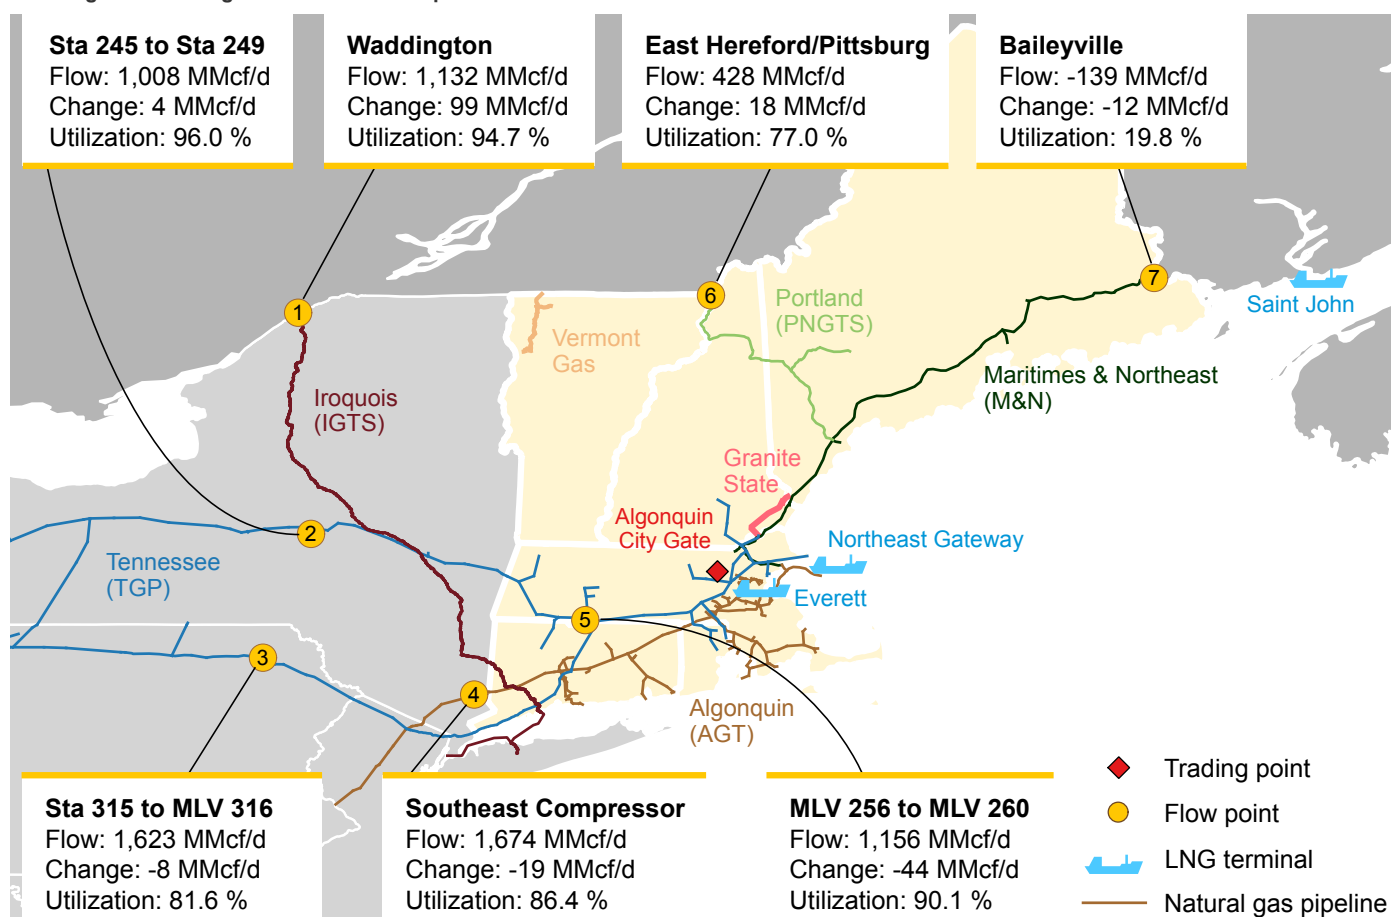 Sta 245 to Sta 249
Flow: 1,008 MMcf/d
Change: 4 MMcf/d
Utilization: 96.0 %
Waddington
Flow: 1,132 MMcf/d
Change: 99 MMcf/d
Utilization: 94.7 %
East Hereford/Pittsburg
Flow: 428 MMcf/d
Change: 18 MMcf/d
Utilization: 77.0 %
Baileyville
Flow: -139 MMcf/d
Change: -12 MMcf/d
Utilization: 19.8 %
1
6
7
Portland
(PNGTS)
Saint John
Vermont
Gas
Maritimes & Northeast
(M&N)
Iroquois
(IGTS)
Granite
State
Algonquin
City Gate
2
Northeast Gateway
Tennessee
(TGP)
Everett
5
3
4
Algonquin
(AGT)
Sta 315 to MLV 316
Flow: 1,623 MMcf/d
Change: -8 MMcf/d
Utilization: 81.6 %
Southeast Compressor
Flow: 1,674 MMcf/d
Change: -19 MMcf/d
Utilization: 86.4 %
MLV 256 to MLV 260
Flow: 1,156 MMcf/d
Change: -44 MMcf/d
Utilization: 90.1 %
Trading point
Flow point
LNG terminal
Natural gas pipeline